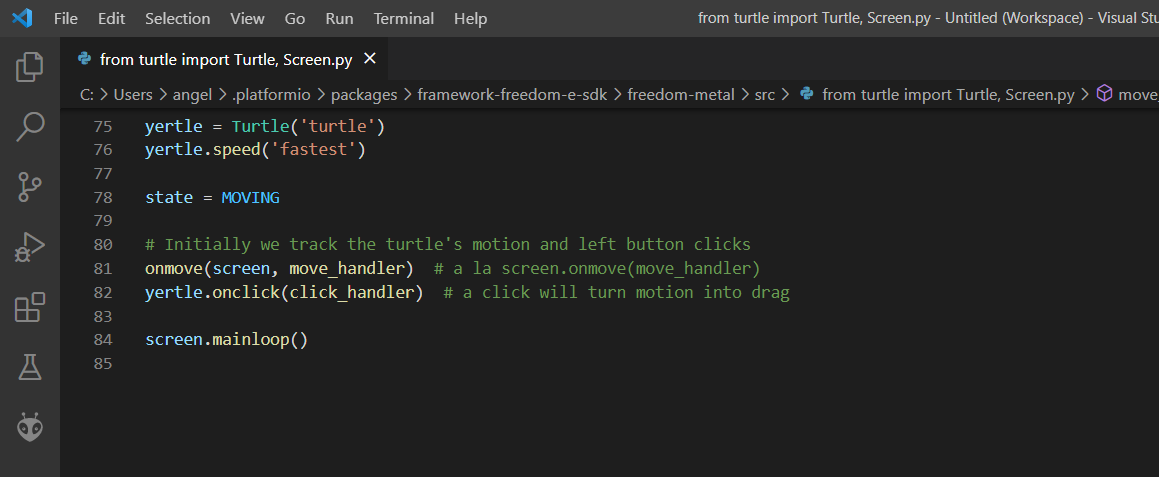 File Edit Selection View Go Run Terminal Help from turtle import Turtle, Screen.py - Untitled (Workspace) - Visual Stu
from turtle import Turtle, Screen.py ×
C: > Users > angel > .platformio > packages > framework-freedom-e-sdk > freedom-metal > src > from turtle import Turtle, Screen.py > move_
75 yertle = Turtle('turtle')
76 yertle.speed('fastest')
77
78 state = MOVING
79
80 # Initially we track the turtle's motion and left button clicks
81 onmove(screen, move_handler)  # a la screen.onmove(move_handler)
82 yertle.onclick(click_handler)  # a click will turn motion into drag
83
84 screen.mainloop()
85